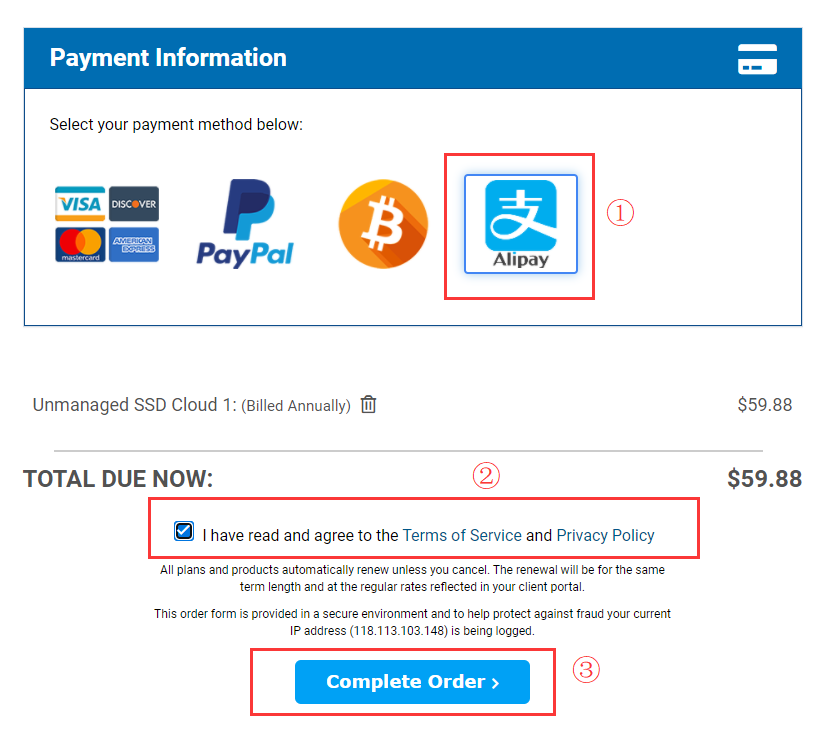 Payment Information
Select your payment method below:
VISA DISCOVER
mastercard AMERICAN EXPRESS
PayPal
支
Alipay
①
Unmanaged SSD Cloud 1: (Billed Annually) $59.88
②
TOTAL DUE NOW: $59.88
I have read and agree to the Terms of Service and Privacy Policy
All plans and products automatically renew unless you cancel. The renewal will be for the same
term length and at the regular rates reflected in your client portal.
This order form is provided in a secure environment and to help protect against fraud your current
IP address (118.113.103.148) is being logged.
Complete Order ›
③